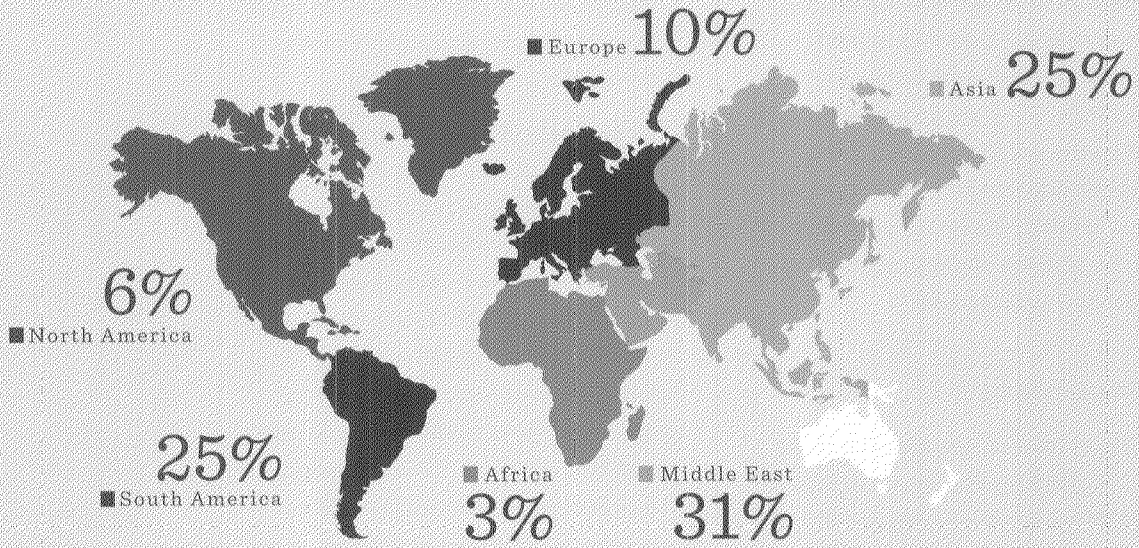 Europe 10%
Asia 25%
6%
North America
25%
South America
Africa
3%
Middle East
31%